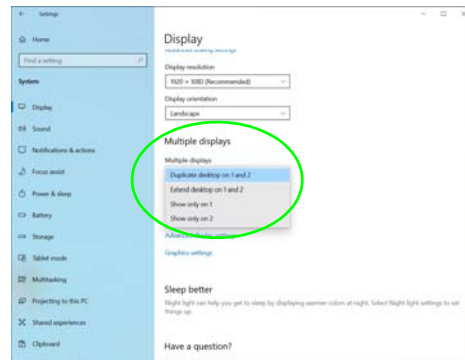 Settings
Home
Find a setting
System
Display
Sound
Notifications & actions
Focus assist
Power & sleep
Battery
Storage
Tablet mode
Multitasking
Projecting to this PC
Shared experiences
Clipboard
Display
Display resolution
1920 × 1080 (Recommended)
Display orientation
Landscape
Multiple displays
Multiple displays
Duplicate desktop on 1 and 2
Extend desktop on 1 and 2
Show only on 1
Show only on 2
Advanced display settings
Graphics settings
Sleep better
Night light can help you get to sleep by displaying warmer colors at night. Select Night light settings to set
things up.
Have a question?